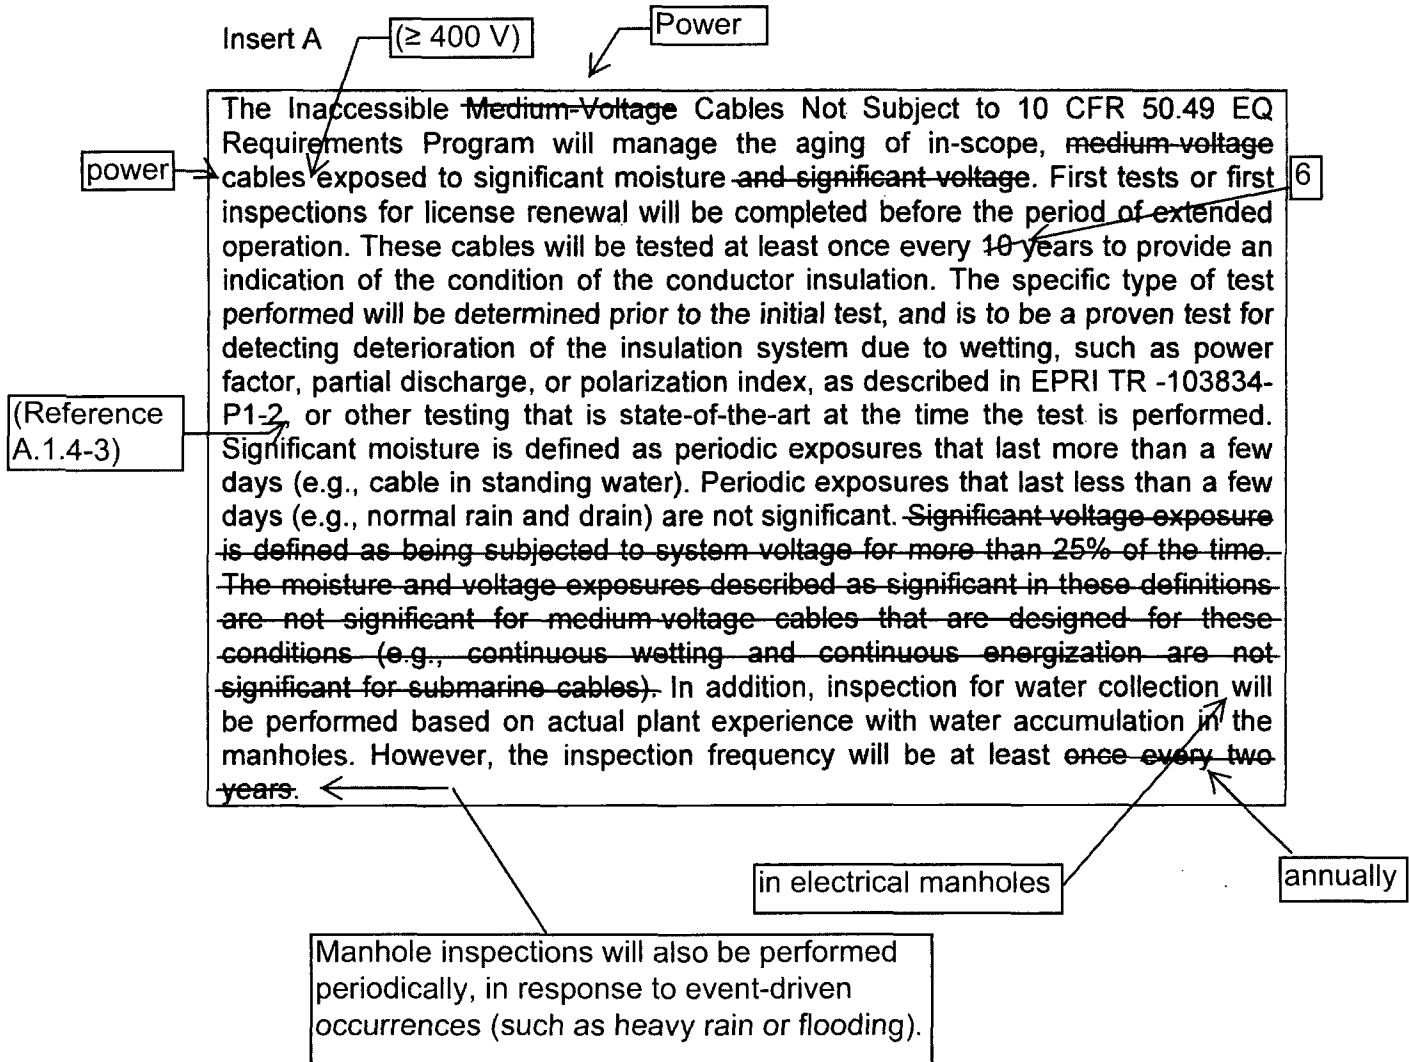 Insert A
(≥ 400 V)
Power
The Inaccessible Medium-Voltage Cables Not Subject to 10 CFR 50.49 EQ
Requirements Program will manage the aging of in-scope, medium-voltage
power
cables exposed to significant moisture and significant voltage. First tests or first
6
inspections for license renewal will be completed before the period of extended
operation. These cables will be tested at least once every 10 years to provide an
indication of the condition of the conductor insulation. The specific type of test
performed will be determined prior to the initial test, and is to be a proven test for
detecting deterioration of the insulation system due to wetting, such as power
factor, partial discharge, or polarization index, as described in EPRI TR -103834-
(Reference
A.1.4-3)
P1-2, or other testing that is state-of-the-art at the time the test is performed.
Significant moisture is defined as periodic exposures that last more than a few
days (e.g., cable in standing water). Periodic exposures that last less than a few
days (e.g., normal rain and drain) are not significant. Significant voltage exposure
is defined as being subjected to system voltage for more than 25% of the time.
The moisture and voltage exposures described as significant in these definitions
are not significant for medium-voltage cables that are designed for these
conditions (e.g., continuous wetting and continuous energization are not
significant for submarine cables). In addition, inspection for water collection will
be performed based on actual plant experience with water accumulation in the
manholes. However, the inspection frequency will be at least once every two
years.
in electrical manholes
annually
Manhole inspections will also be performed
periodically, in response to event-driven
occurrences (such as heavy rain or flooding).